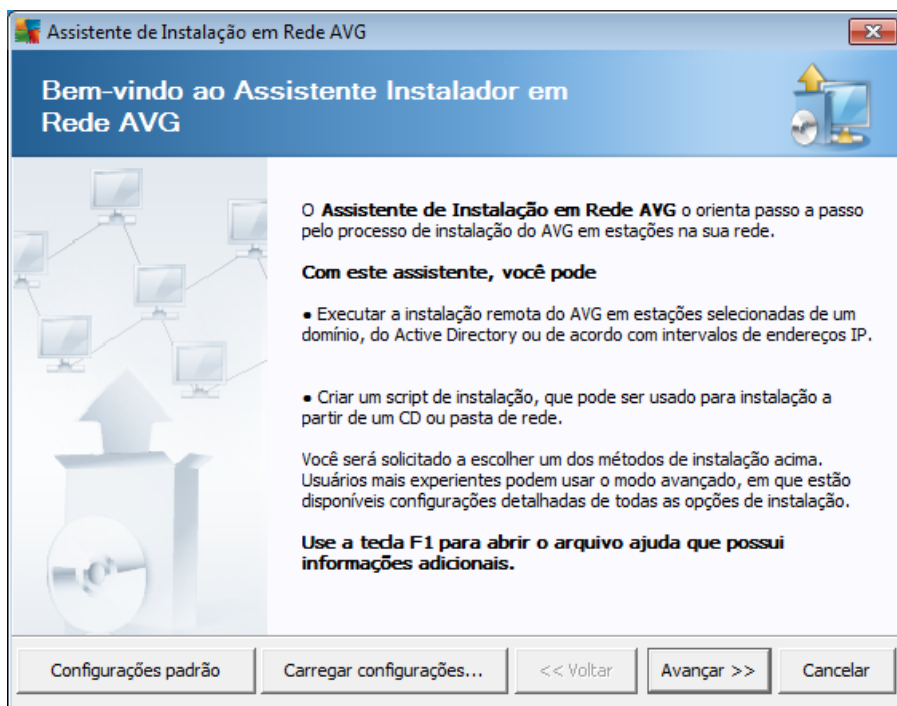 Assistente de Instalação em Rede AVG
Bem-vindo ao Assistente Instalador em
Rede AVG
O Assistente de Instalação em Rede AVG o orienta passo a passo
pelo processo de instalação do AVG em estações na sua rede.
Com este assistente, você pode
• Executar a instalação remota do AVG em estações selecionadas de um
domínio, do Active Directory ou de acordo com intervalos de endereços IP.
• Criar um script de instalação, que pode ser usado para instalação a
partir de um CD ou pasta de rede.
Você será solicitado a escolher um dos métodos de instalação acima.
Usuários mais experientes podem usar o modo avançado, em que estão
disponíveis configurações detalhadas de todas as opções de instalação.
Use a tecla F1 para abrir o arquivo ajuda que possui
informações adicionais.
Configurações padrão
Carregar configurações...
<< Voltar
Avançar >>
Cancelar